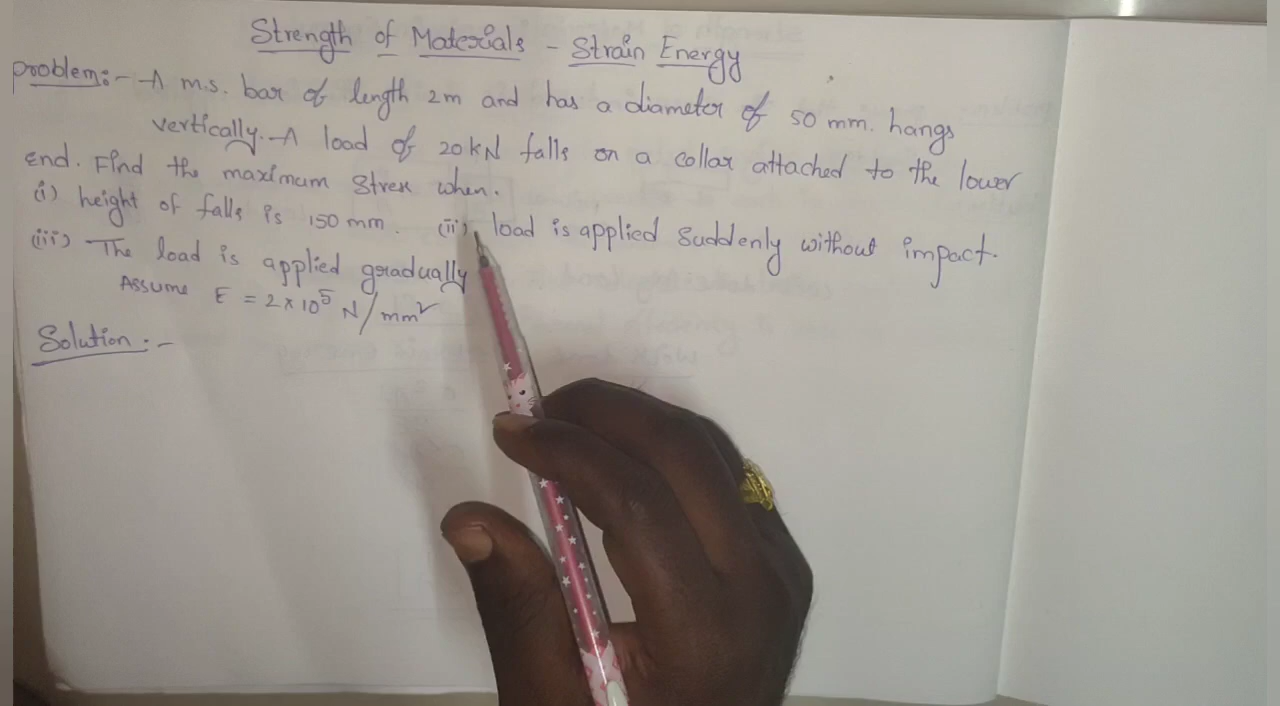 Strength of Materials - Strain Energy
problem:- A m.s. bar of length 2m and has a diameter of 50 mm. hangs
vertically. A load of 20kN falls on a collar attached to the lower
end. Find the maximum stress when.
(i) height of falls is 150 mm. (ii) load is applied suddenly without impact.
(iii) The load is applied gradually
Assume E = 2×10⁵ N/mm²
Solution:-